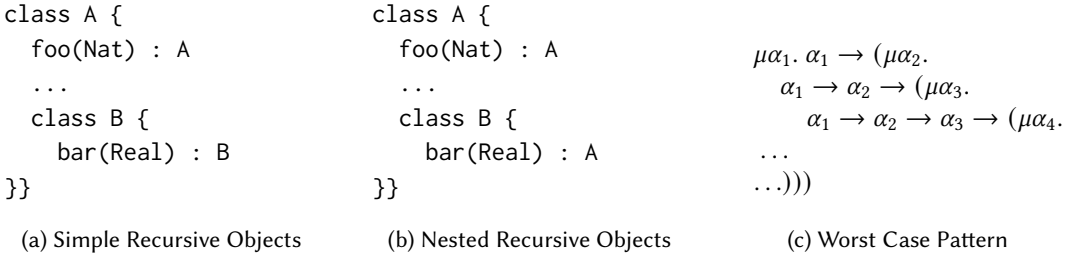 class A {
  foo(Nat) : A
  ...
  class B {
    bar(Real) : B
}}
(a) Simple Recursive Objects
class A {
  foo(Nat) : A
  ...
  class B {
    bar(Real) : A
}}
(b) Nested Recursive Objects
μα₁. α₁ → (μα₂.
  α₁ → α₂ → (μα₃.
    α₁ → α₂ → α₃ → (μα₄.
...
...)))
(c) Worst Case Pattern